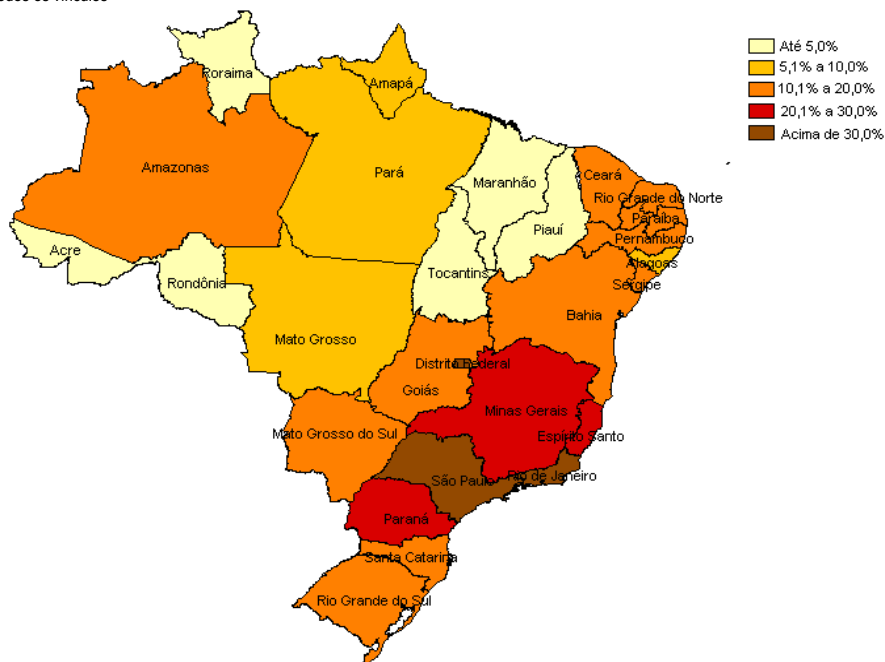 Até 5,0%
5,1% a 10,0%
10,1% a 20,0%
20,1% a 30,0%
Acima de 30,0%
Roraima
Amapá
Amazonas
Pará
Maranhão
Ceará
Rio Grande do Norte
Paraíba
Piauí
Pernambuco
Acre
Rondônia
Tocantins
Alagoas
Sergipe
Bahia
Mato Grosso
Distrito Federal
Goiás
Minas Gerais
Mato Grosso do Sul
Espírito Santo
São Paulo
Rio de Janeiro
Paraná
Santa Catarina
Rio Grande do Sul